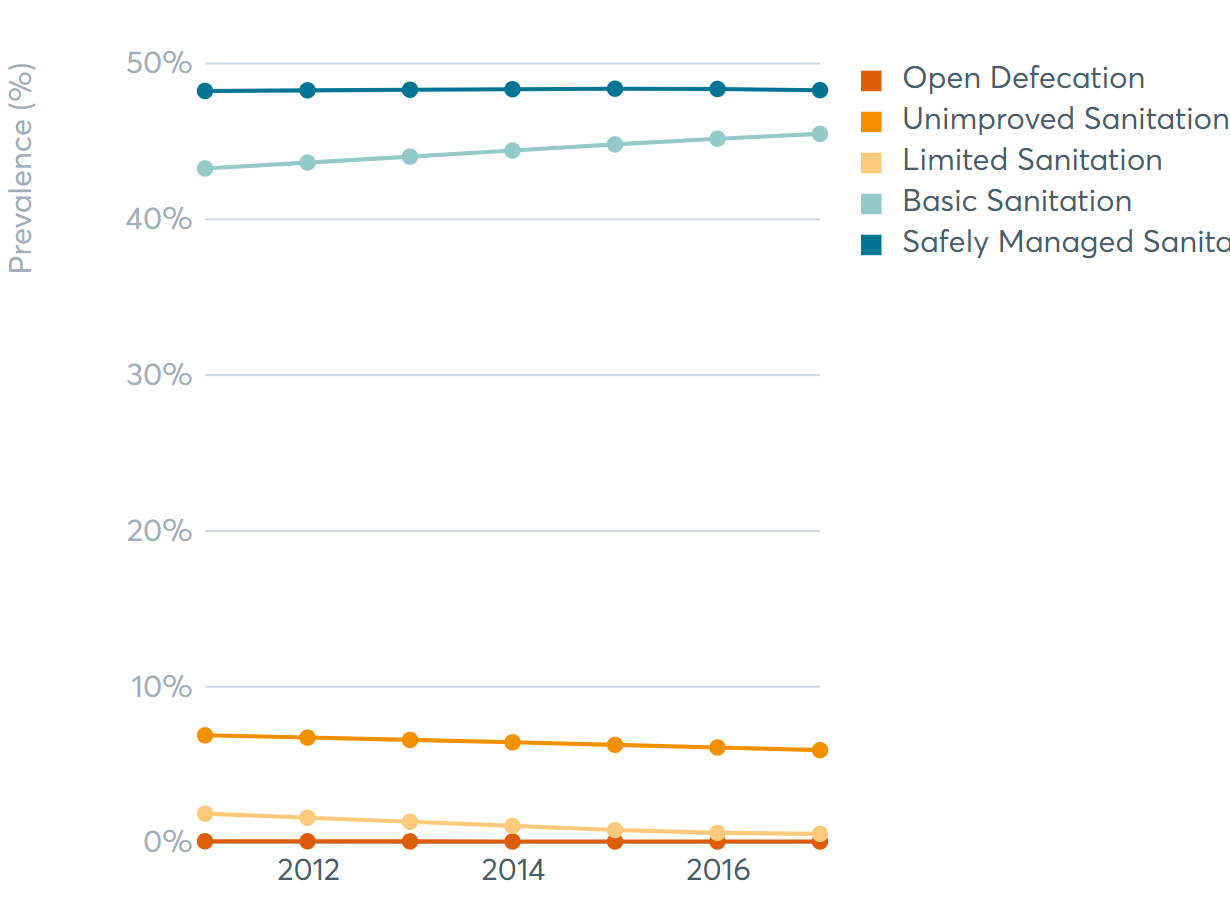 Prevalence (%)
50%
40%
30%
20%
10%
0%
2012
2014
2016
Open Defecation
Unimproved Sanitation
Limited Sanitation
Basic Sanitation
Safely Managed Sanita